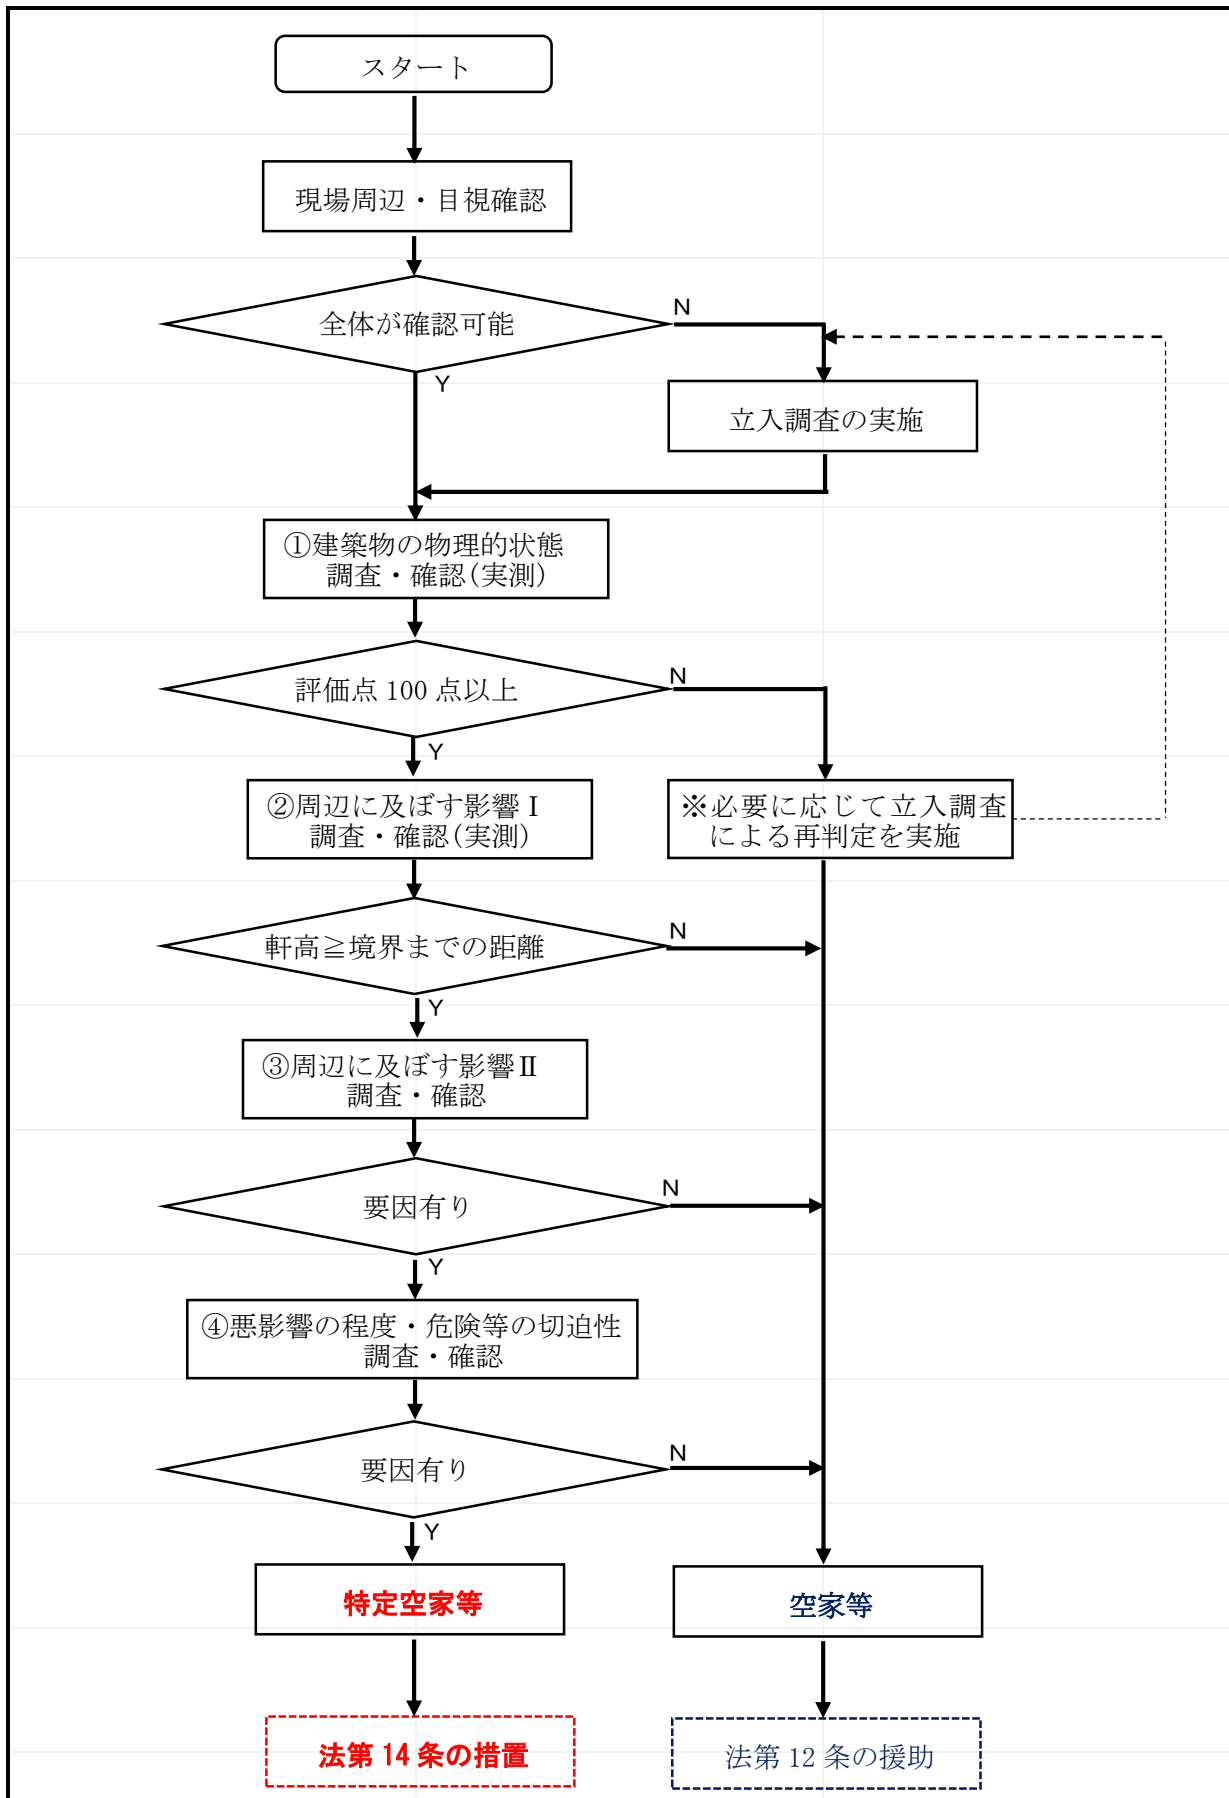 スタート
現場周辺・目視確認
全体が確認可能
N
Y
立入調査の実施
①建築物の物理的状態
調査・確認(実測)
評価点 100 点以上
N
Y
②周辺に及ぼす影響Ⅰ
調査・確認(実測)
※必要に応じて立入調査
による再判定を実施
軒高≧境界までの距離
N
Y
③周辺に及ぼす影響Ⅱ
調査・確認
要因有り
N
Y
④悪影響の程度・危険等の切迫性
調査・確認
要因有り
N
Y
特定空家等
空家等
法第 14 条の措置
法第 12 条の援助